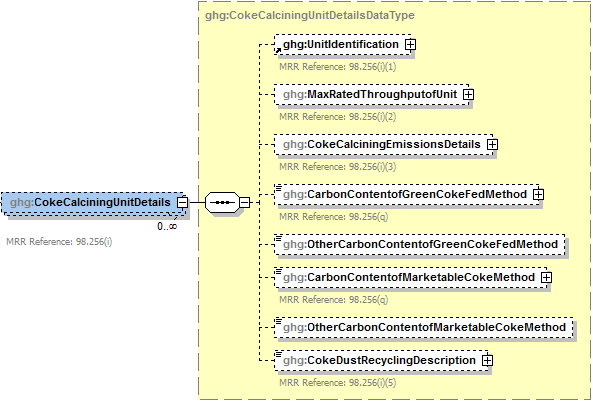 ghg:CokeCalciningUnitDetailsDataType
ghg:UnitIdentification
MRR Reference: 98.256(i)(1)
ghg:MaxRatedThroughputofUnit
MRR Reference: 98.256(i)(2)
ghg:CokeCalciningEmissionsDetails
MRR Reference: 98.256(i)(3)
ghg:CarbonContentofGreenCokeFedMethod
MRR Reference: 98.256(q)
ghg:CokeCalciningUnitDetails
0..∞
MRR Reference: 98.256(i)
ghg:OtherCarbonContentofGreenCokeFedMethod
ghg:CarbonContentofMarketableCokeMethod
MRR Reference: 98.256(q)
ghg:OtherCarbonContentofMarketableCokeMethod
ghg:CokeDustRecyclingDescription
MRR Reference: 98.256(i)(5)